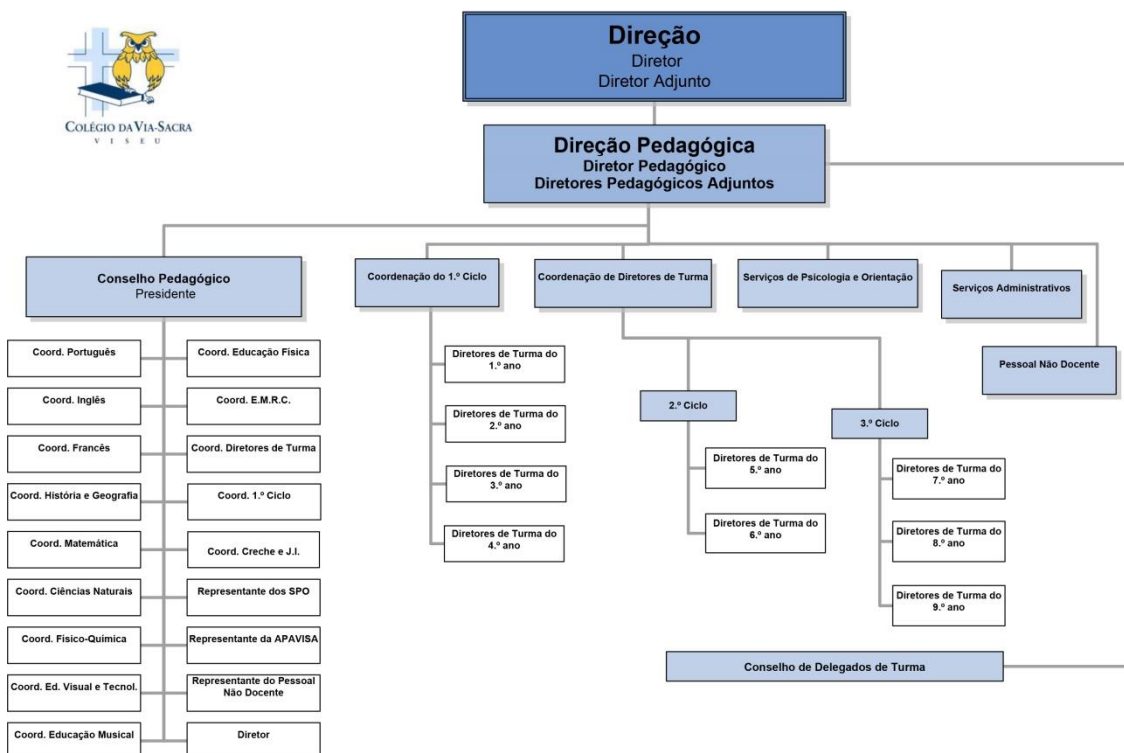 COLÉGIO DA VIA-SACRA
VISEU
Direção
Diretor
Diretor Adjunto
Direção Pedagógica
Diretor Pedagógico
Diretores Pedagógicos Adjuntos
Conselho Pedagógico
Presidente
Coordenação do 1.º Ciclo
Coordenação de Diretores de Turma
Serviços de Psicologia e Orientação
Serviços Administrativos
Pessoal Não Docente
Coord. Português
Coord. Educação Física
Coord. Inglês
Coord. E.M.R.C.
Coord. Francês
Coord. Diretores de Turma
Coord. História e Geografia
Coord. 1.º Ciclo
Coord. Matemática
Coord. Creche e J.I.
Coord. Ciências Naturais
Representante dos SPO
Coord. Físico-Química
Representante da APAVISA
Coord. Ed. Visual e Tecnol.
Representante do Pessoal
Não Docente
Coord. Educação Musical
Diretor
Diretores de Turma do
1.º ano
Diretores de Turma do
2.º ano
Diretores de Turma do
3.º ano
Diretores de Turma do
4.º ano
2.º Ciclo
Diretores de Turma do
5.º ano
Diretores de Turma do
6.º ano
3.º Ciclo
Diretores de Turma do
7.º ano
Diretores de Turma do
8.º ano
Diretores de Turma do
9.º ano
Conselho de Delegados de Turma